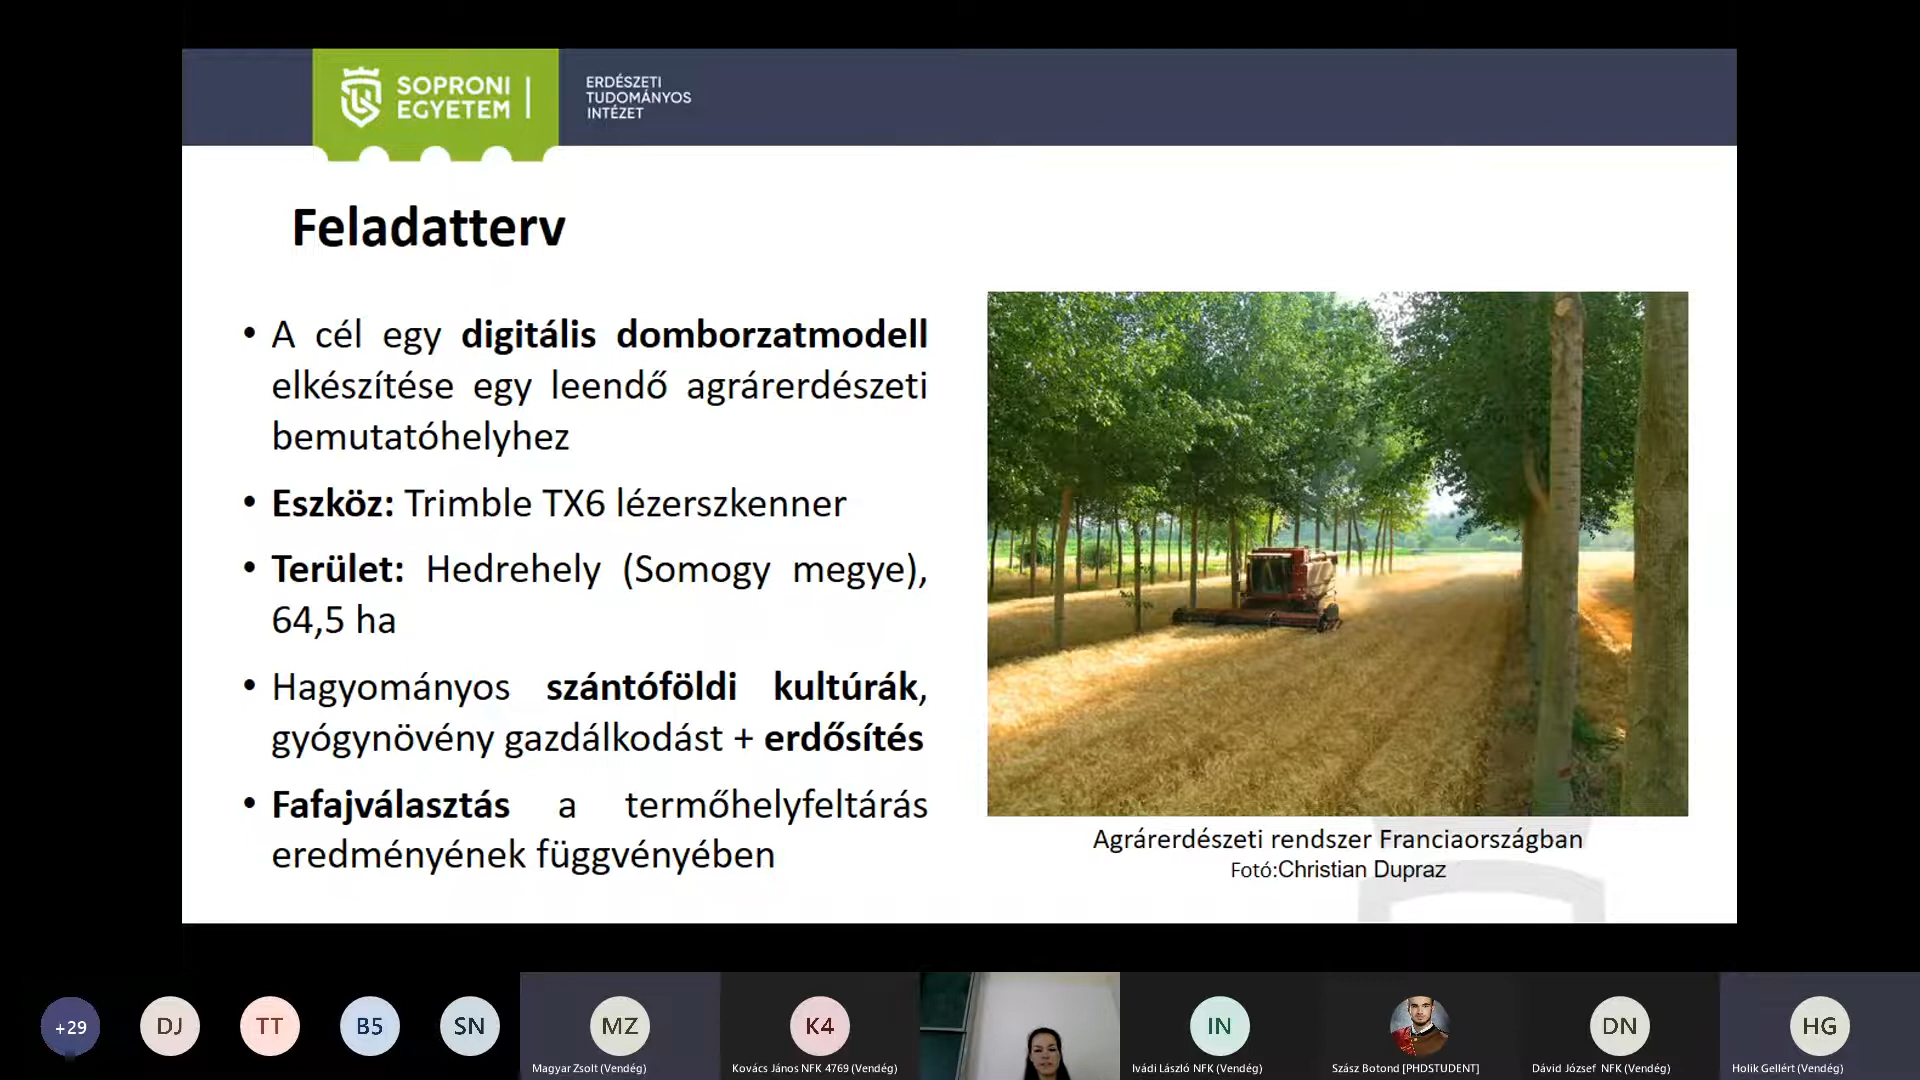 SOPRONI
EGYETEM
ERDÉSZETI
TUDOMÁNYOS
INTÉZET
Feladatterv
• A cél egy digitális domborzatmodell
elkészítése egy leendő agrárerdészeti
bemutatóhelyhez
• Eszköz: Trimble TX6 lézerszkenner
• Terület: Hedrehely (Somogy megye),
64,5 ha
• Hagyományos szántóföldi kultúrák,
gyógynövény gazdálkodást + erdősítés
• Fafajválasztás a termőhelyfeltárás
eredményének függvényében
Agrárerdészeti rendszer Franciaországban
Fotó:Christian Dupraz
+29
DJ
TT
B5
SN
MZ
Magyar Zsolt (Vendég)
K4
Kovács János NFK 4769 (Vendég)
IN
Ivádi László NFK (Vendég)
Szász Botond [PHDSTUDENT]
DN
Dávid József NFK (Vendég)
HG
Holik Gellért (Vendég)